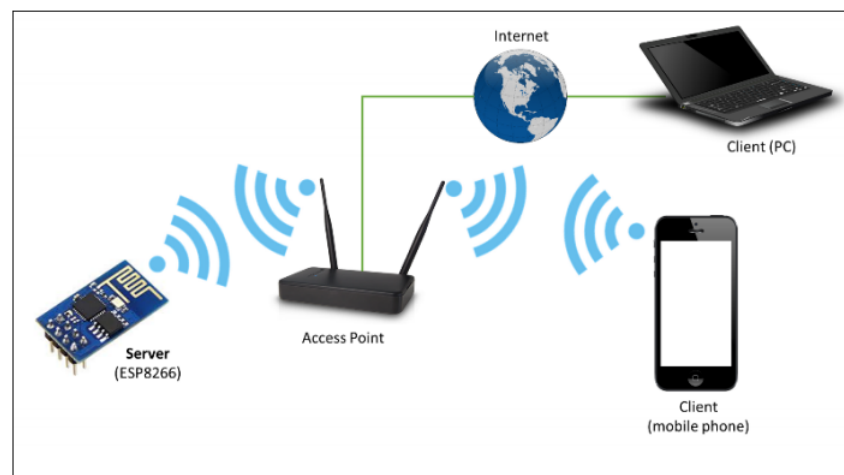 Internet
Client (PC)
Access Point
Server
(ESP8266)
Client
(mobile phone)